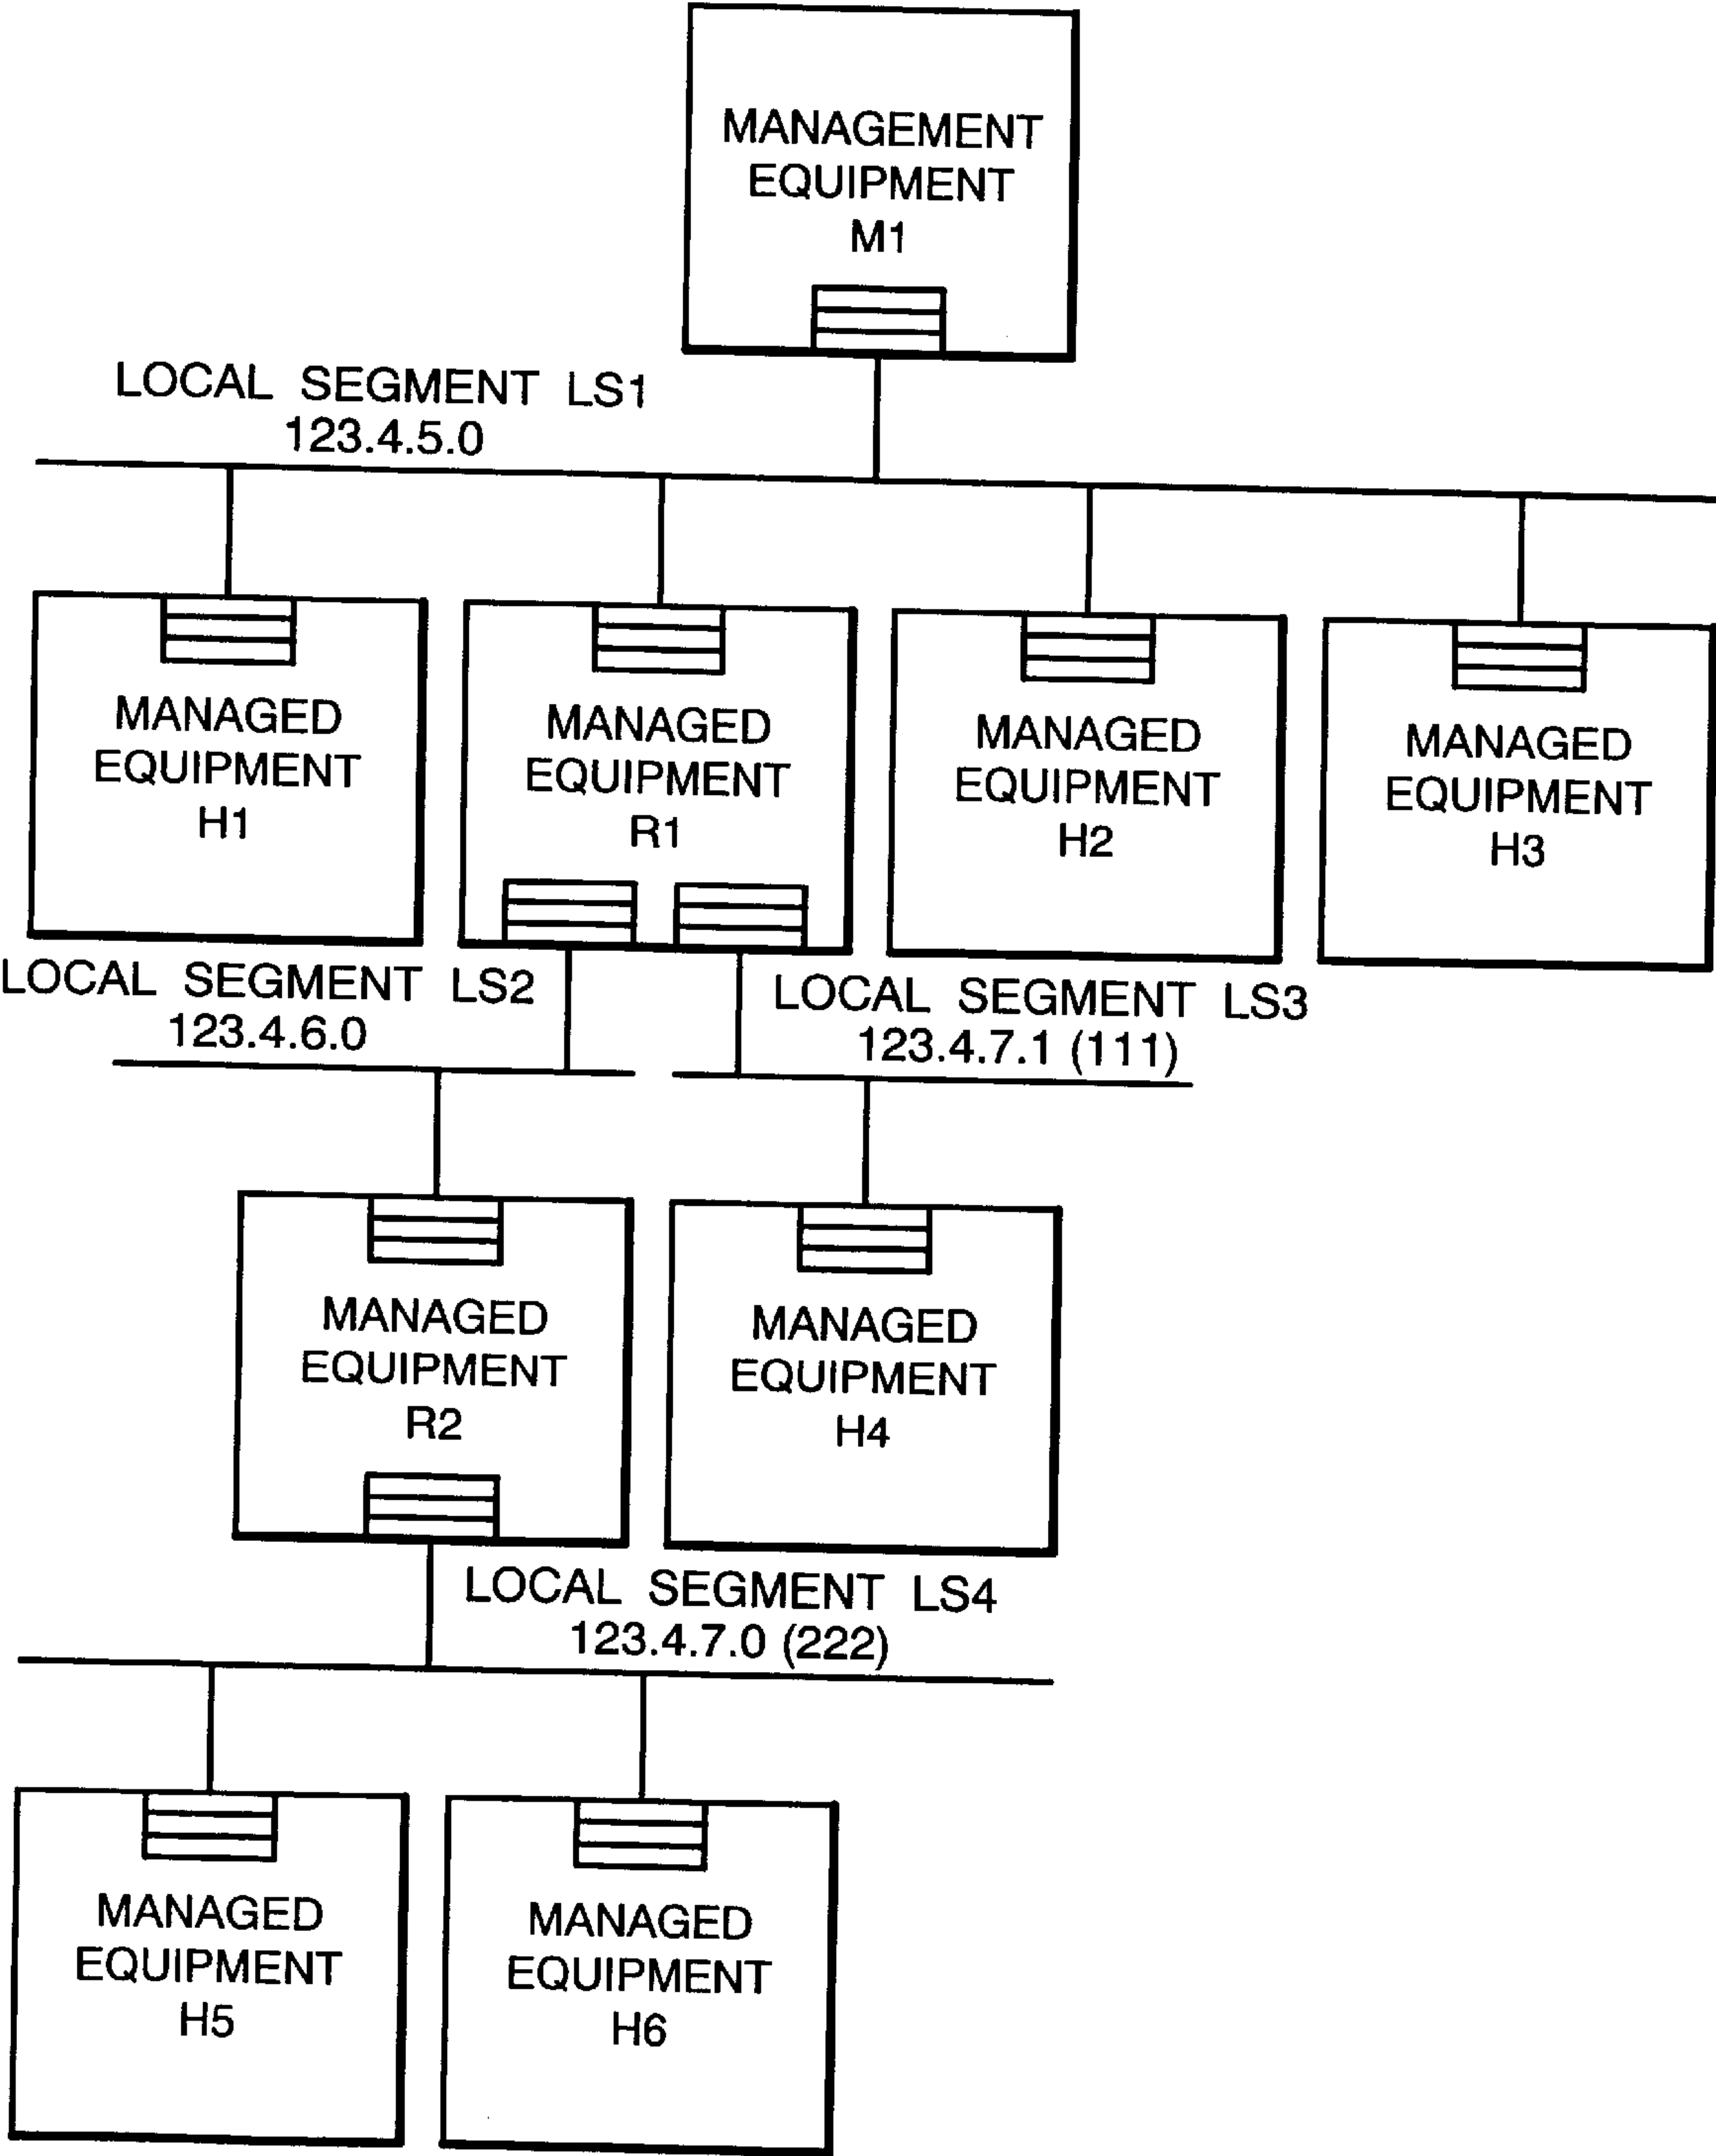 MANAGEMENT
EQUIPMENT
M1
LOCAL SEGMENT LS1
123.4.5.0
MANAGED
EQUIPMENT
H1
MANAGED
EQUIPMENT
R1
MANAGED
EQUIPMENT
H2
MANAGED
EQUIPMENT
H3
LOCAL SEGMENT LS2
123.4.6.0
LOCAL SEGMENT LS3
123.4.7.1 (111)
MANAGED
EQUIPMENT
R2
MANAGED
EQUIPMENT
H4
LOCAL SEGMENT LS4
123.4.7.0 (222)
MANAGED
EQUIPMENT
H5
MANAGED
EQUIPMENT
H6